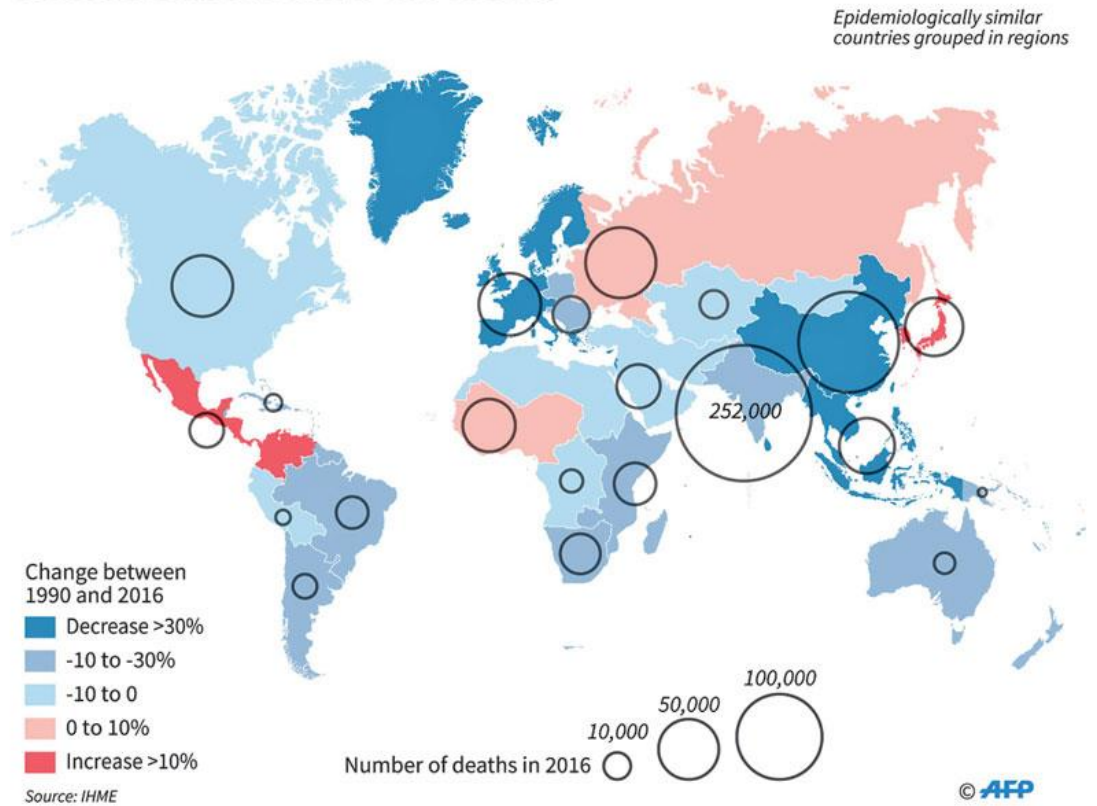 Epidemiologically similar
countries grouped in regions
252,000
Change between
1990 and 2016
Decrease >30%
-10 to -30%
-10 to 0
0 to 10%
Increase >10%
Source: IHME
100,000
50,000
10,000
Number of deaths in 2016
© AFP